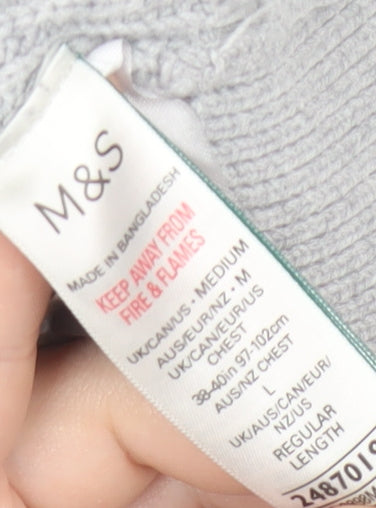 M&S
MADE IN BANGLADESH
KEEP AWAY FROM
FIRE & FLAMES
UK/CAN/US • MEDIUM
AUS/EUR/NZ • M
UK/CAN/EUR/US
CHEST
38-40in 97-102cm
AUS/NZ CHEST
L
UK/AUS/CAN/EUR/
NZ/US
REGULAR
LENGTH
2487019